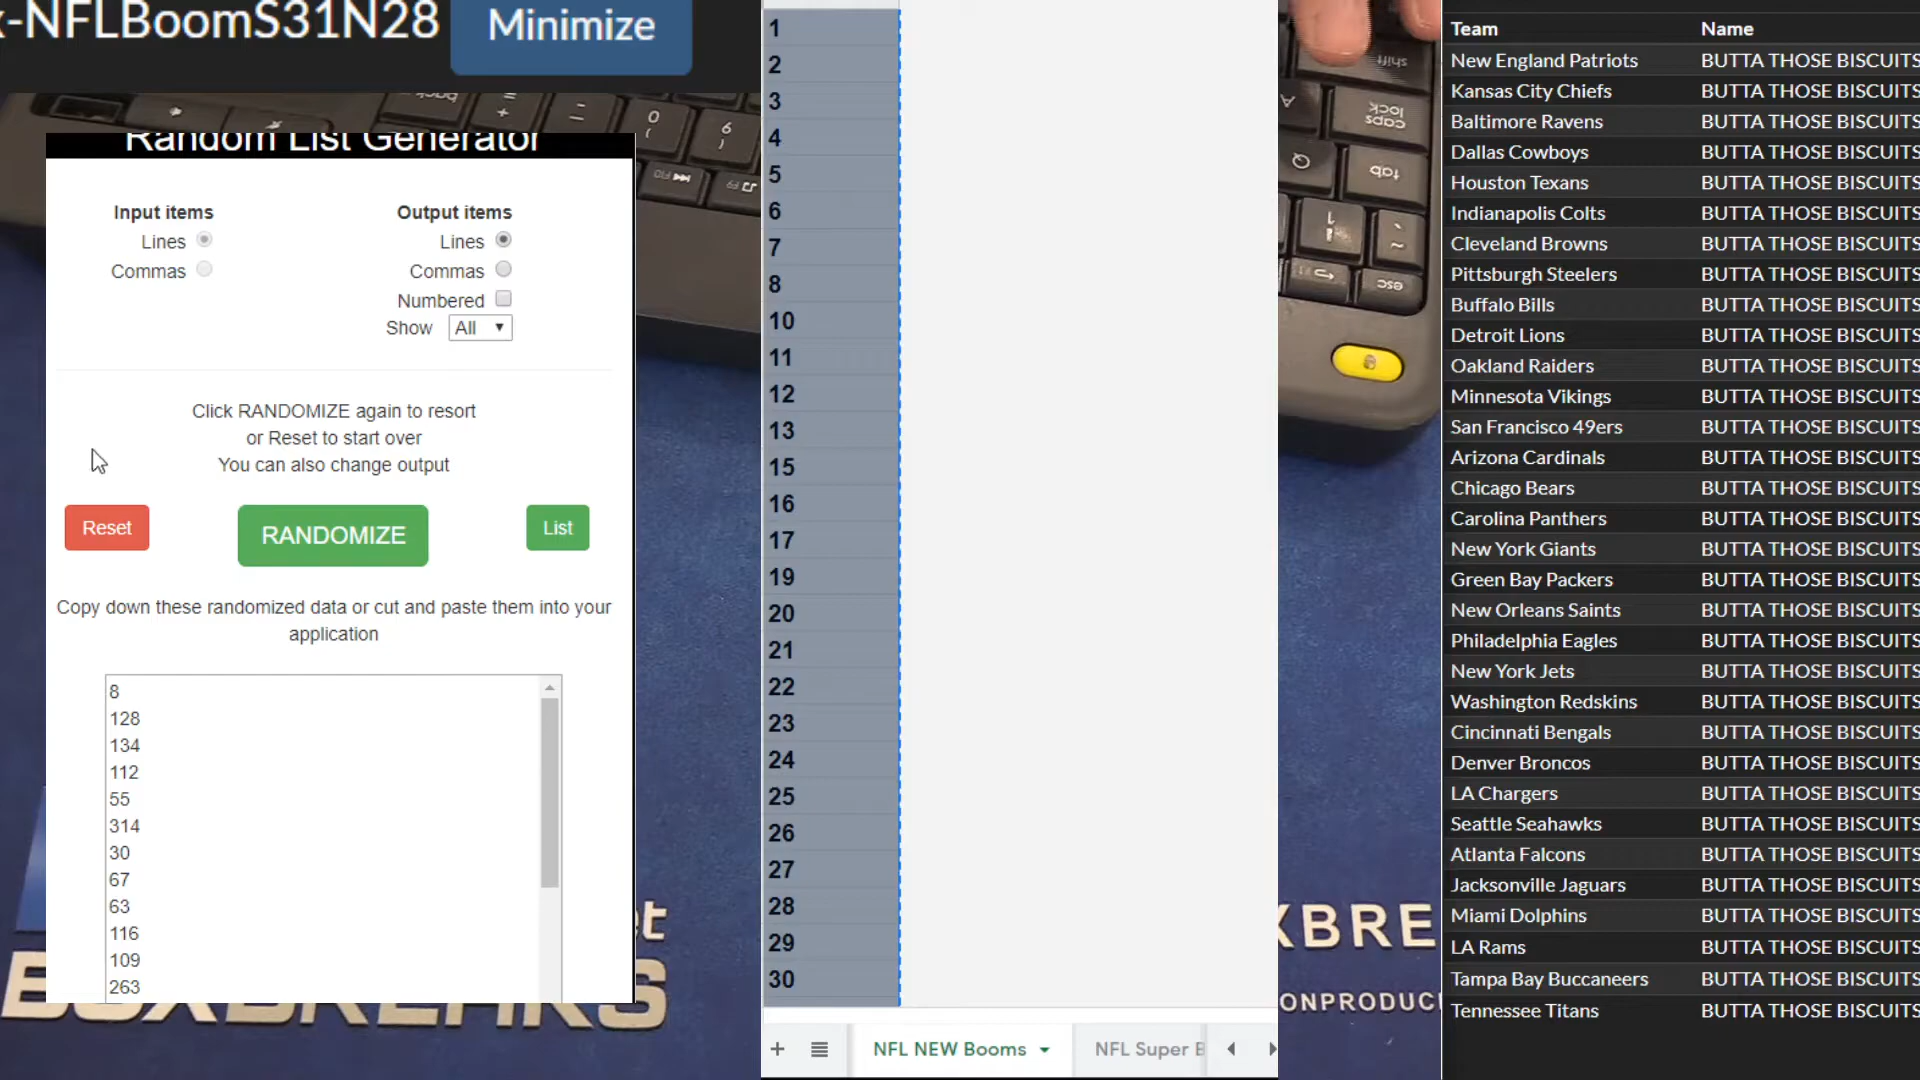 x-NFLBoomS31N28
Minimize
Random List Generator
Input items
Lines
Commas
Output items
Lines
Commas
Numbered
Show All
Click RANDOMIZE again to resort
or Reset to start over
You can also change output
Reset
RANDOMIZE
List
Copy down these randomized data or cut and paste them into your
application
8
128
134
112
55
314
30
67
63
116
109
263
BOXBREAKS
1
2
3
4
5
6
7
8
10
11
12
13
15
16
17
19
20
21
22
23
24
25
26
27
28
29
30
+
NFL NEW Booms
NFL Super B
shift
caps
lock
A
Q
tab
esc
XBRE
ONPRODUC
Team Name
New England Patriots BUTTA THOSE BISCUITS
Kansas City Chiefs BUTTA THOSE BISCUITS
Baltimore Ravens BUTTA THOSE BISCUITS
Dallas Cowboys BUTTA THOSE BISCUITS
Houston Texans BUTTA THOSE BISCUITS
Indianapolis Colts BUTTA THOSE BISCUITS
Cleveland Browns BUTTA THOSE BISCUITS
Pittsburgh Steelers BUTTA THOSE BISCUITS
Buffalo Bills BUTTA THOSE BISCUITS
Detroit Lions BUTTA THOSE BISCUITS
Oakland Raiders BUTTA THOSE BISCUITS
Minnesota Vikings BUTTA THOSE BISCUITS
San Francisco 49ers BUTTA THOSE BISCUITS
Arizona Cardinals BUTTA THOSE BISCUITS
Chicago Bears BUTTA THOSE BISCUITS
Carolina Panthers BUTTA THOSE BISCUITS
New York Giants BUTTA THOSE BISCUITS
Green Bay Packers BUTTA THOSE BISCUITS
New Orleans Saints BUTTA THOSE BISCUITS
Philadelphia Eagles BUTTA THOSE BISCUITS
New York Jets BUTTA THOSE BISCUITS
Washington Redskins BUTTA THOSE BISCUITS
Cincinnati Bengals BUTTA THOSE BISCUITS
Denver Broncos BUTTA THOSE BISCUITS
LA Chargers BUTTA THOSE BISCUITS
Seattle Seahawks BUTTA THOSE BISCUITS
Atlanta Falcons BUTTA THOSE BISCUITS
Jacksonville Jaguars BUTTA THOSE BISCUITS
Miami Dolphins BUTTA THOSE BISCUITS
LA Rams BUTTA THOSE BISCUITS
Tampa Bay Buccaneers BUTTA THOSE BISCUITS
Tennessee Titans BUTTA THOSE BISCUITS